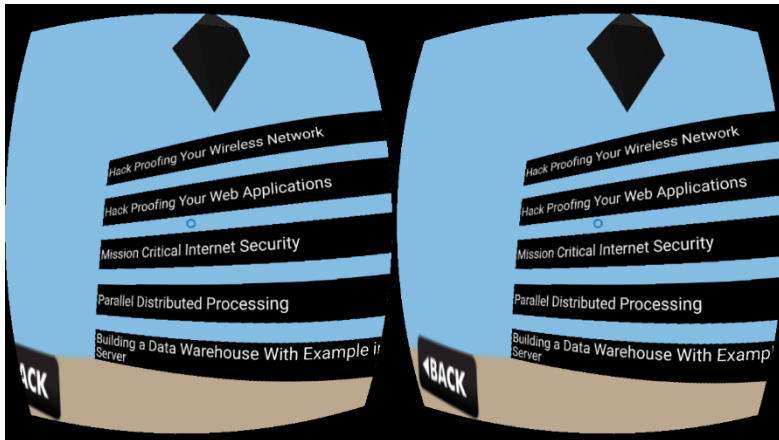 Hack Proofing Your Wireless Network
Hack Proofing Your Web Applications
Mission Critical Internet Security
Parallel Distributed Processing
Building a Data Warehouse With Example i
Server
ACK
Hack Proofing Your Wireless Network
Hack Proofing Your Web Applications
Mission Critical Internet Security
Parallel Distributed Processing
Building a Data Warehouse With Exampl
Server
BACK